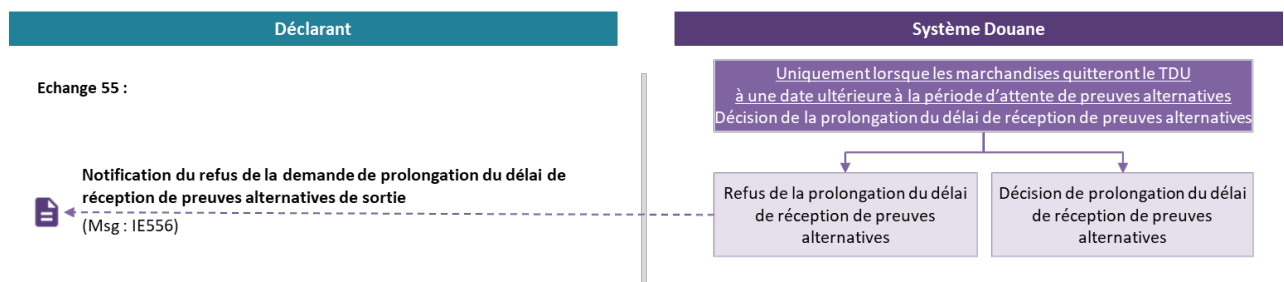 Déclarant
Système Douane
Echange 55 :
Uniquement lorsque les marchandises quitteront le TDU
à une date ultérieure à la période d'attente de preuves alternatives
Décision de la prolongation du délai de réception de preuves alternatives
Notification du refus de la demande de prolongation du délai de
réception de preuves alternatives de sortie
(Msg : IE556)
Refus de la prolongation du délai
de réception de preuves
alternatives
Décision de prolongation du délai
de réception de preuves
alternatives